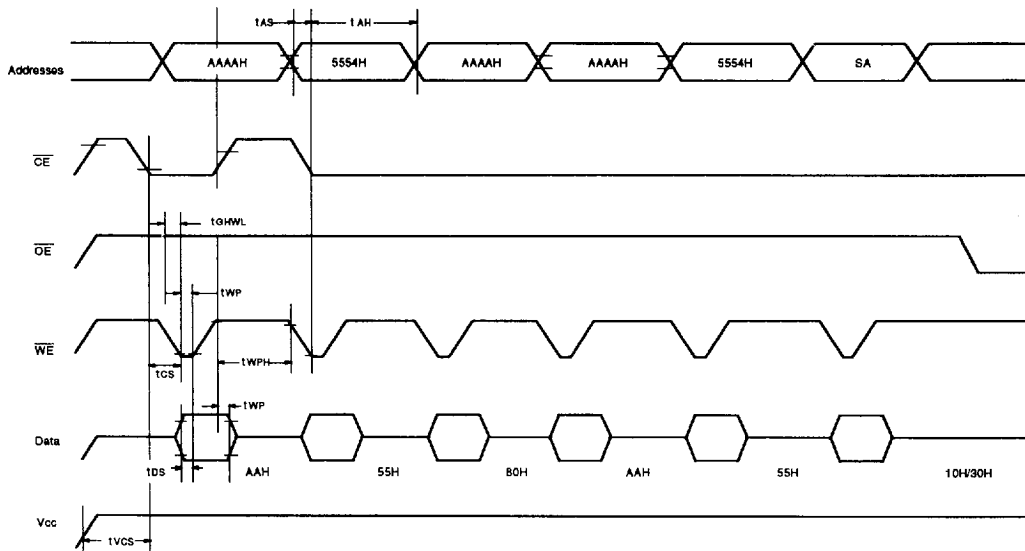 tAS tAH
Addresses AAAAH 5554H AAAAH AAAAH 5554H SA
CE
tGHWL
OE
tWP
WE
tCS tWPH
tWP
Data
tDS AAH 55H 80H AAH 55H 10H/30H
Vcc
tVCS